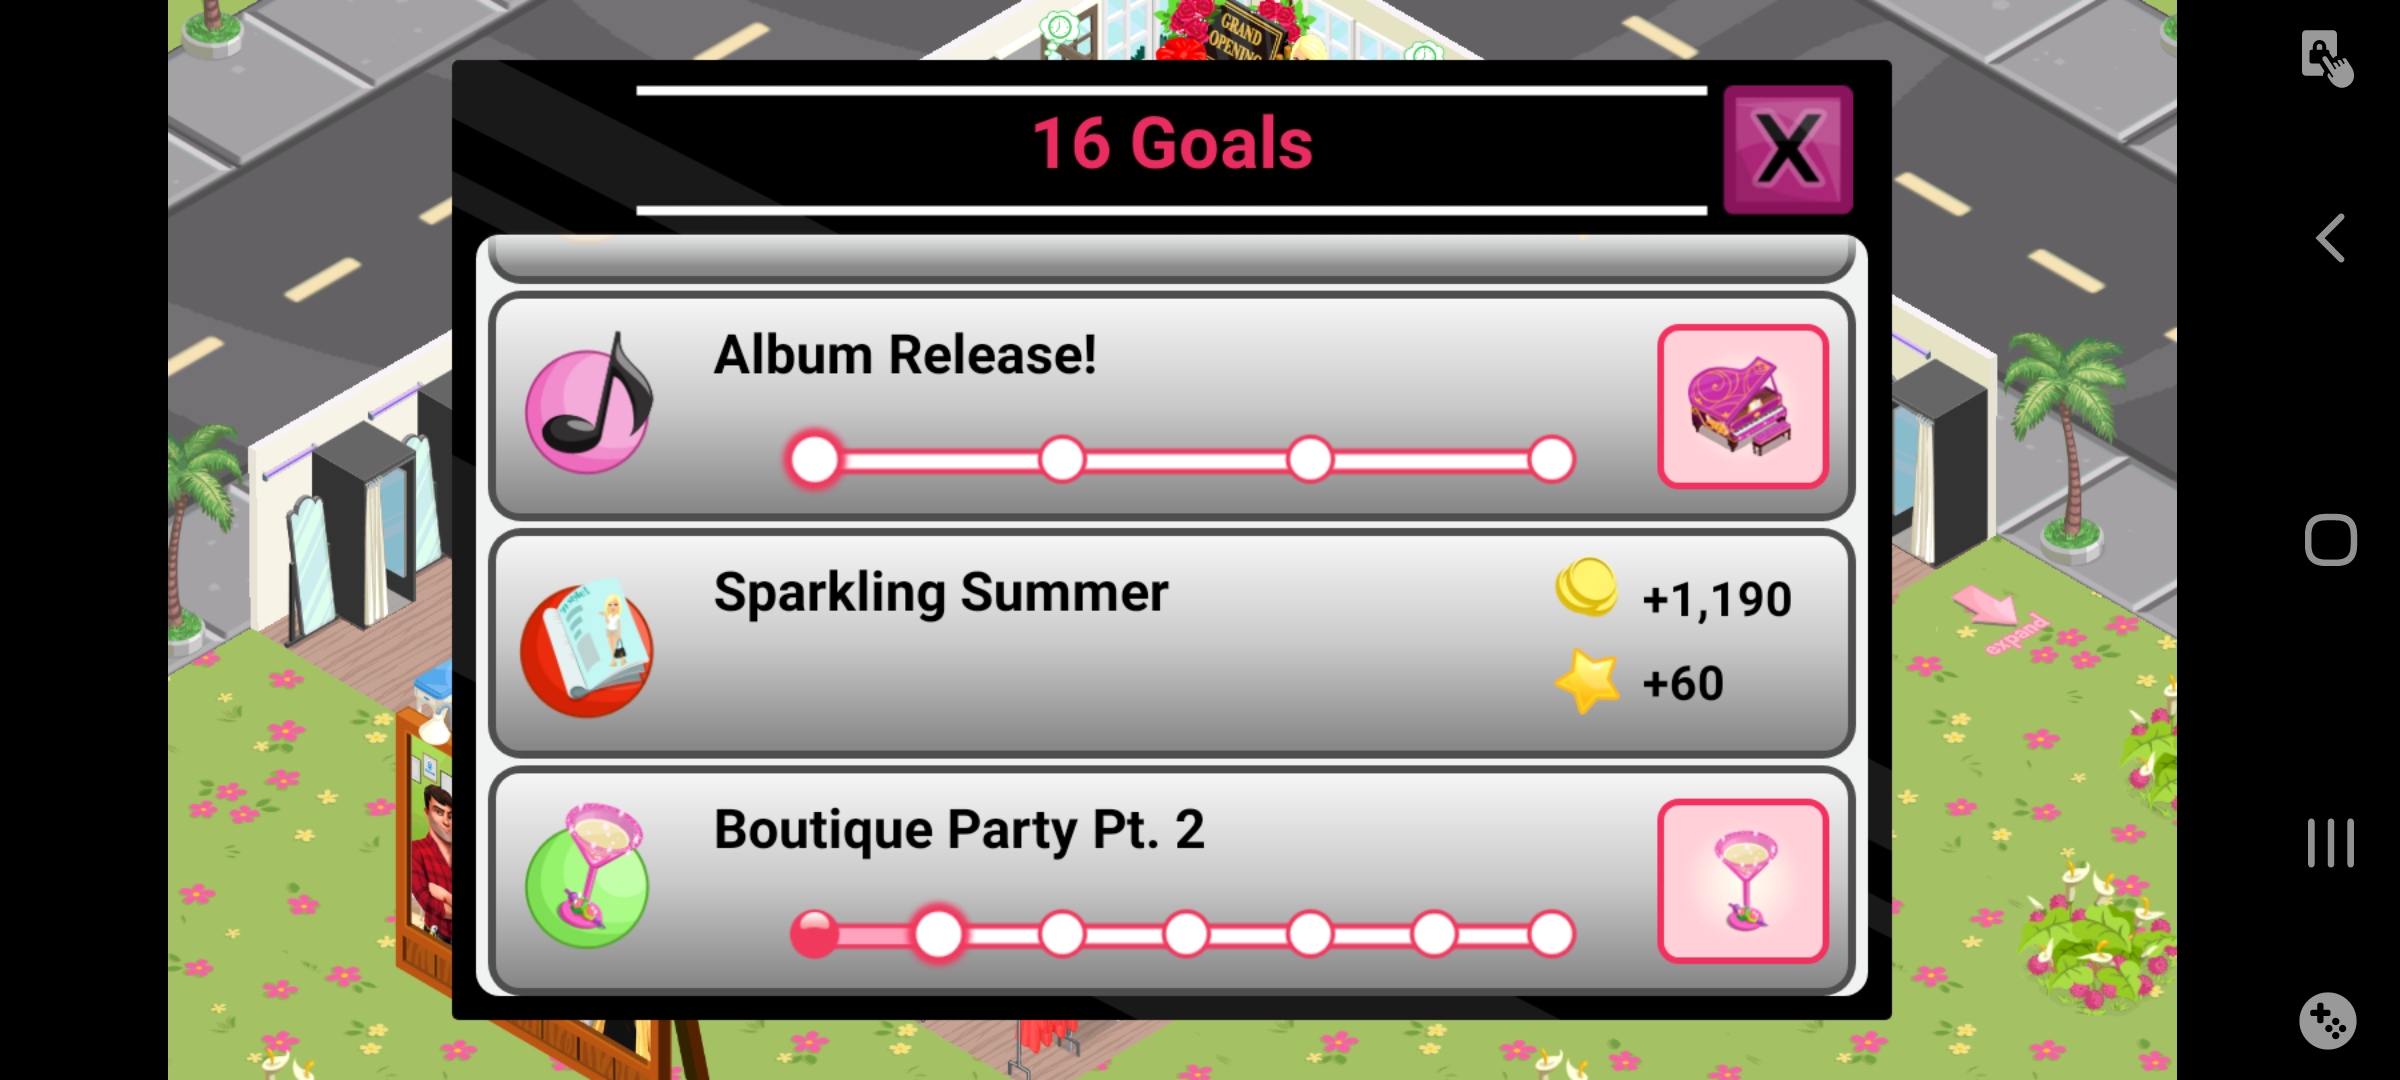 GRAND
OPENING
16 Goals
X
Album Release!
Sparkling Summer
+1,190
+60
Boutique Party Pt. 2
expand